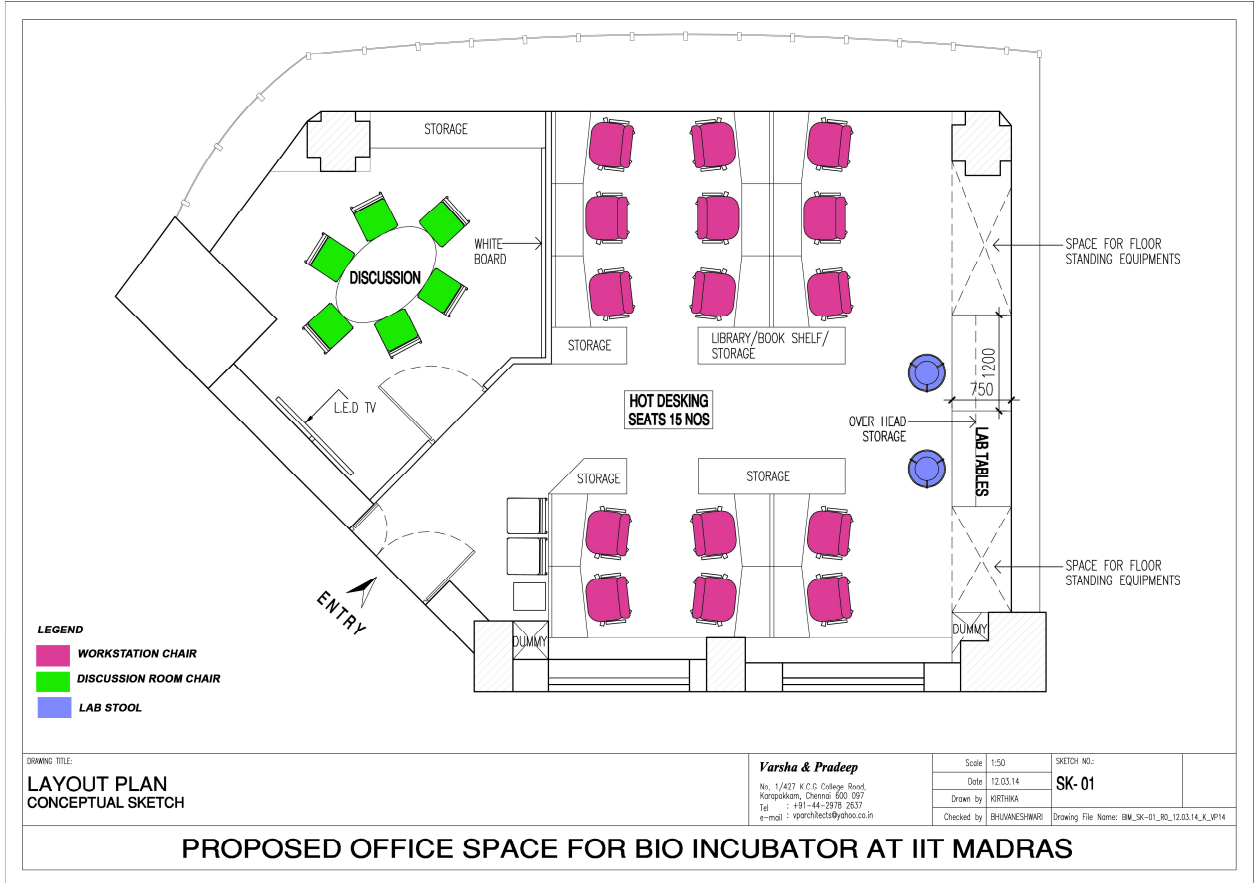 STORAGE
WHITE
BOARD
DISCUSSION
SPACE FOR FLOOR
STANDING EQUIPMENTS
STORAGE
LIBRARY/BOOK SHELF/
STORAGE
1200
750
L.E.D TV
HOT DESKING
SEATS 15 NOS
OVER HEAD
STORAGE
LAB TABLES
STORAGE
STORAGE
SPACE FOR FLOOR
STANDING EQUIPMENTS
ENTRY
DUMMY
DUMMY
LEGEND
WORKSTATION CHAIR
DISCUSSION ROOM CHAIR
LAB STOOL
DRAWING TITLE:
LAYOUT PLAN
CONCEPTUAL SKETCH
Varsha & Pradeep
No, 1/427 K.C.G College Road,
Karapakkam, Chennai 600 097
Tel : +91-44-2978 2637
e-mail : vparchitects@yahoo.co.in
Scale 1:50
Date 12.03.14
Drawn by KIRTHIKA
Checked by BHUVANESHWARI
SKETCH NO.:
SK- 01
Drawing File Name: BIM_SK-01_R0_12.03.14_K_VP14
PROPOSED OFFICE SPACE FOR BIO INCUBATOR AT IIT MADRAS